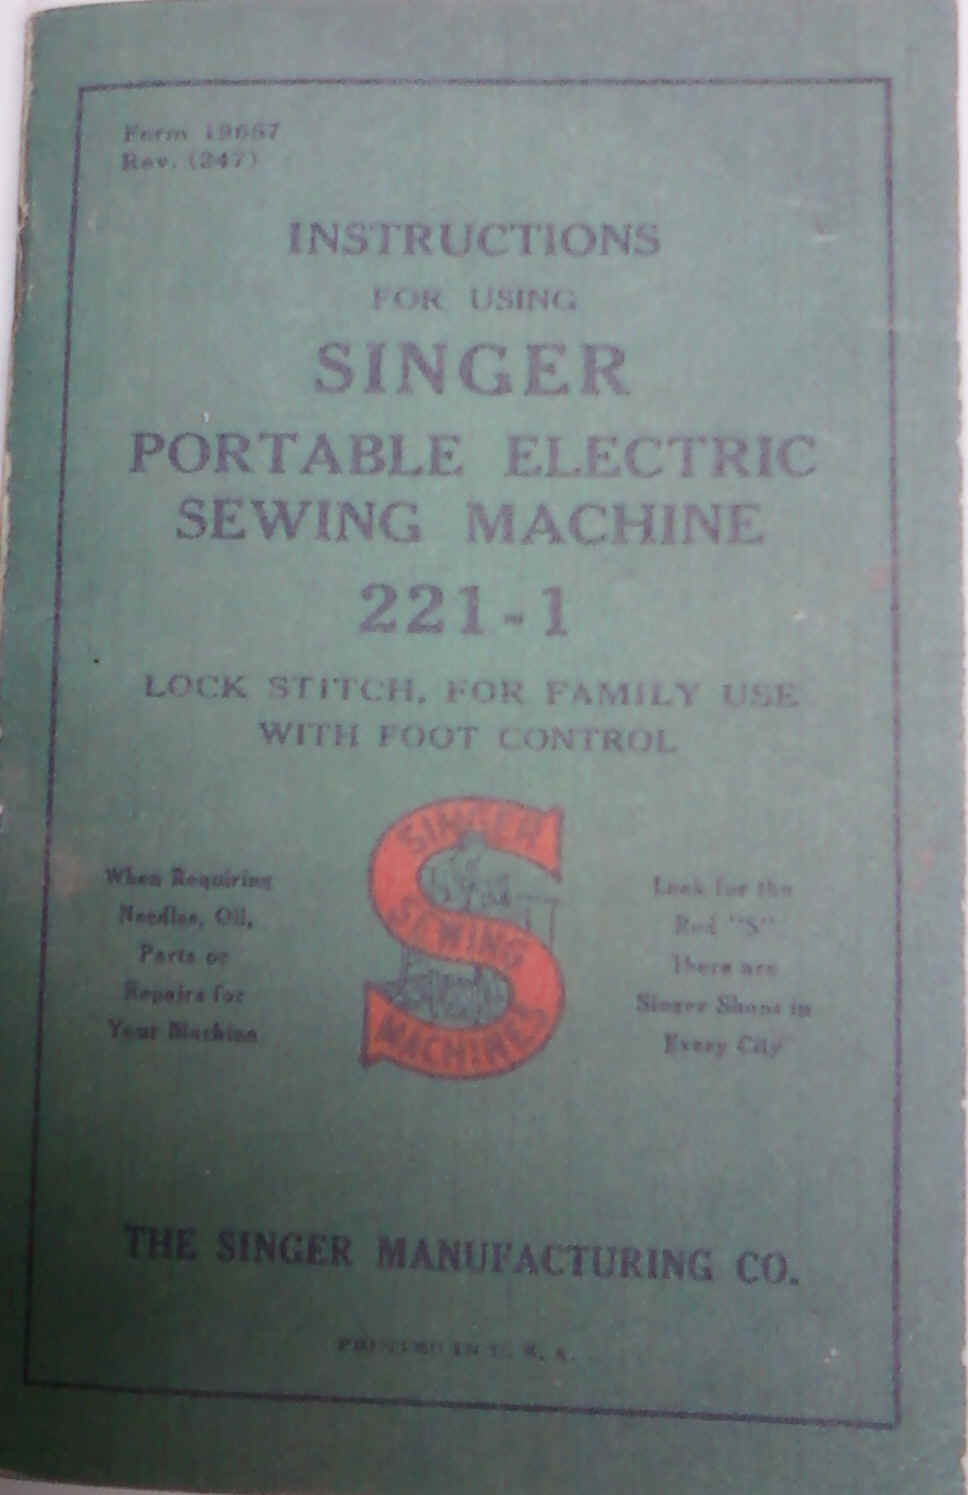 Form 19667
Rev. (247)
INSTRUCTIONS
FOR USING
SINGER
PORTABLE ELECTRIC
SEWING MACHINE
221-1
LOCK STITCH, FOR FAMILY USE
WITH FOOT CONTROL
SINGER
SEWING
MACHINES
When Requiring
Needles, Oil,
Parts or
Repairs for
Your Machine
Look for the
Red "S"
There are
Singer Shops in
Every City
THE SINGER MANUFACTURING CO.
PRINTED IN U. S. A.